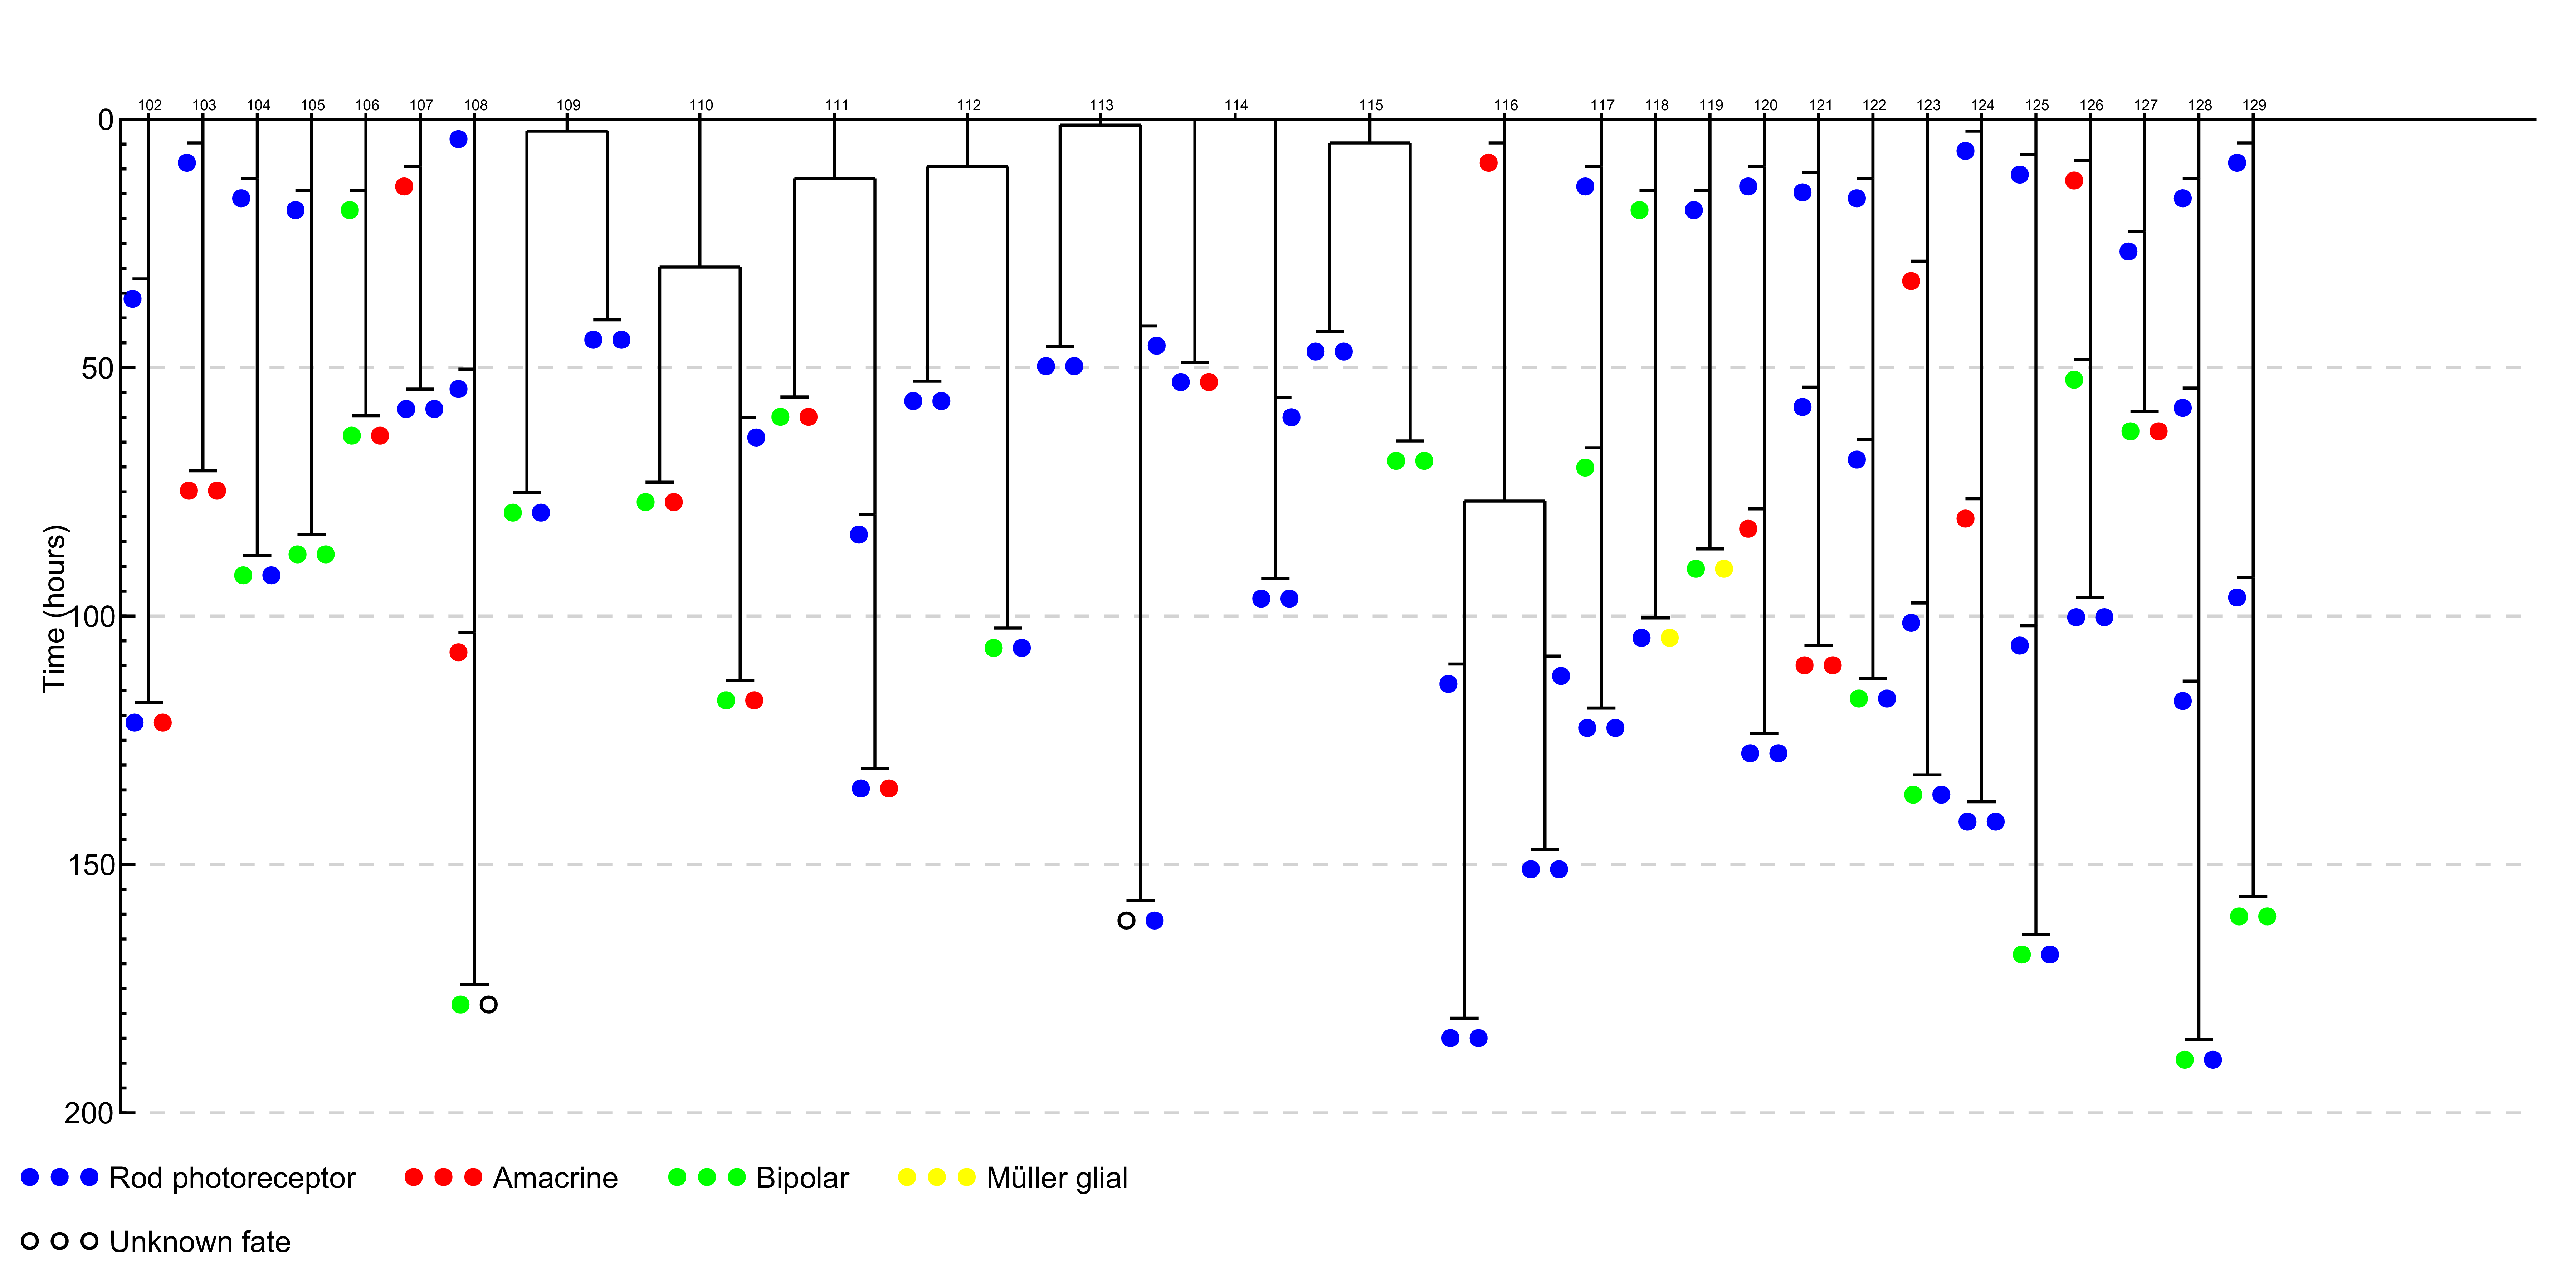 102 103 104 105 106 107 108 109 110 111 112 113 114 115 116 117 118 119 120 121 122 123 124 125 126 127 128 129
0
50
100
150
200
Time (hours)
Rod photoreceptor Amacrine Bipolar Müller glial
Unknown fate